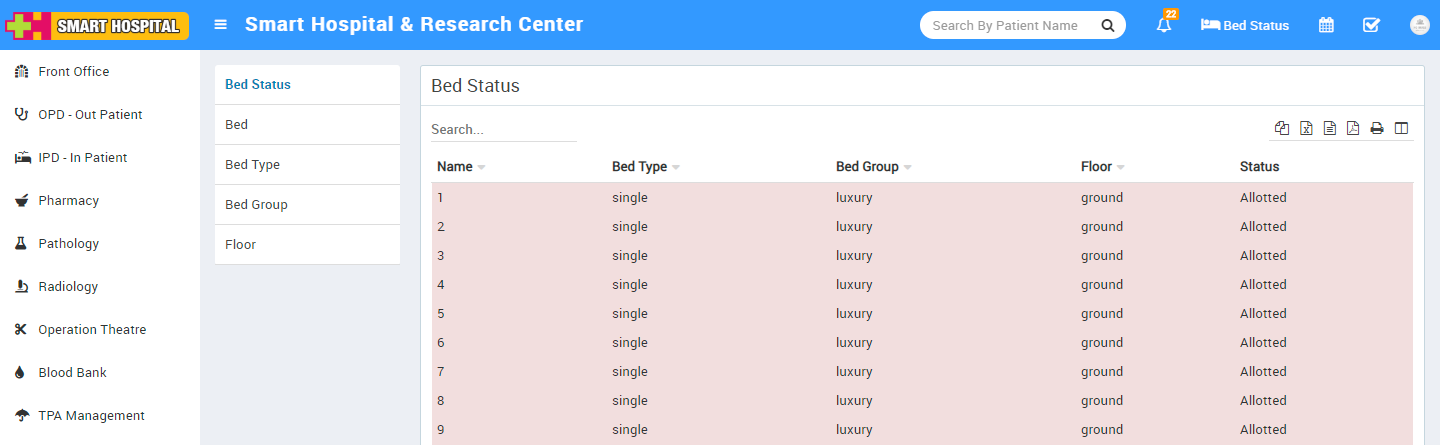 SMART HOSPITAL
Smart Hospital & Research Center
Search By Patient Name
22
Bed Status
Front Office
OPD - Out Patient
IPD - In Patient
Pharmacy
Pathology
Radiology
Operation Theatre
Blood Bank
TPA Management
Bed Status
Bed
Bed Type
Bed Group
Floor
Bed Status
Search...
Name Bed Type Bed Group Floor Status
1 single luxury ground Allotted
2 single luxury ground Allotted
3 single luxury ground Allotted
4 single luxury ground Allotted
5 single luxury ground Allotted
6 single luxury ground Allotted
7 single luxury ground Allotted
8 single luxury ground Allotted
9 single luxury ground Allotted